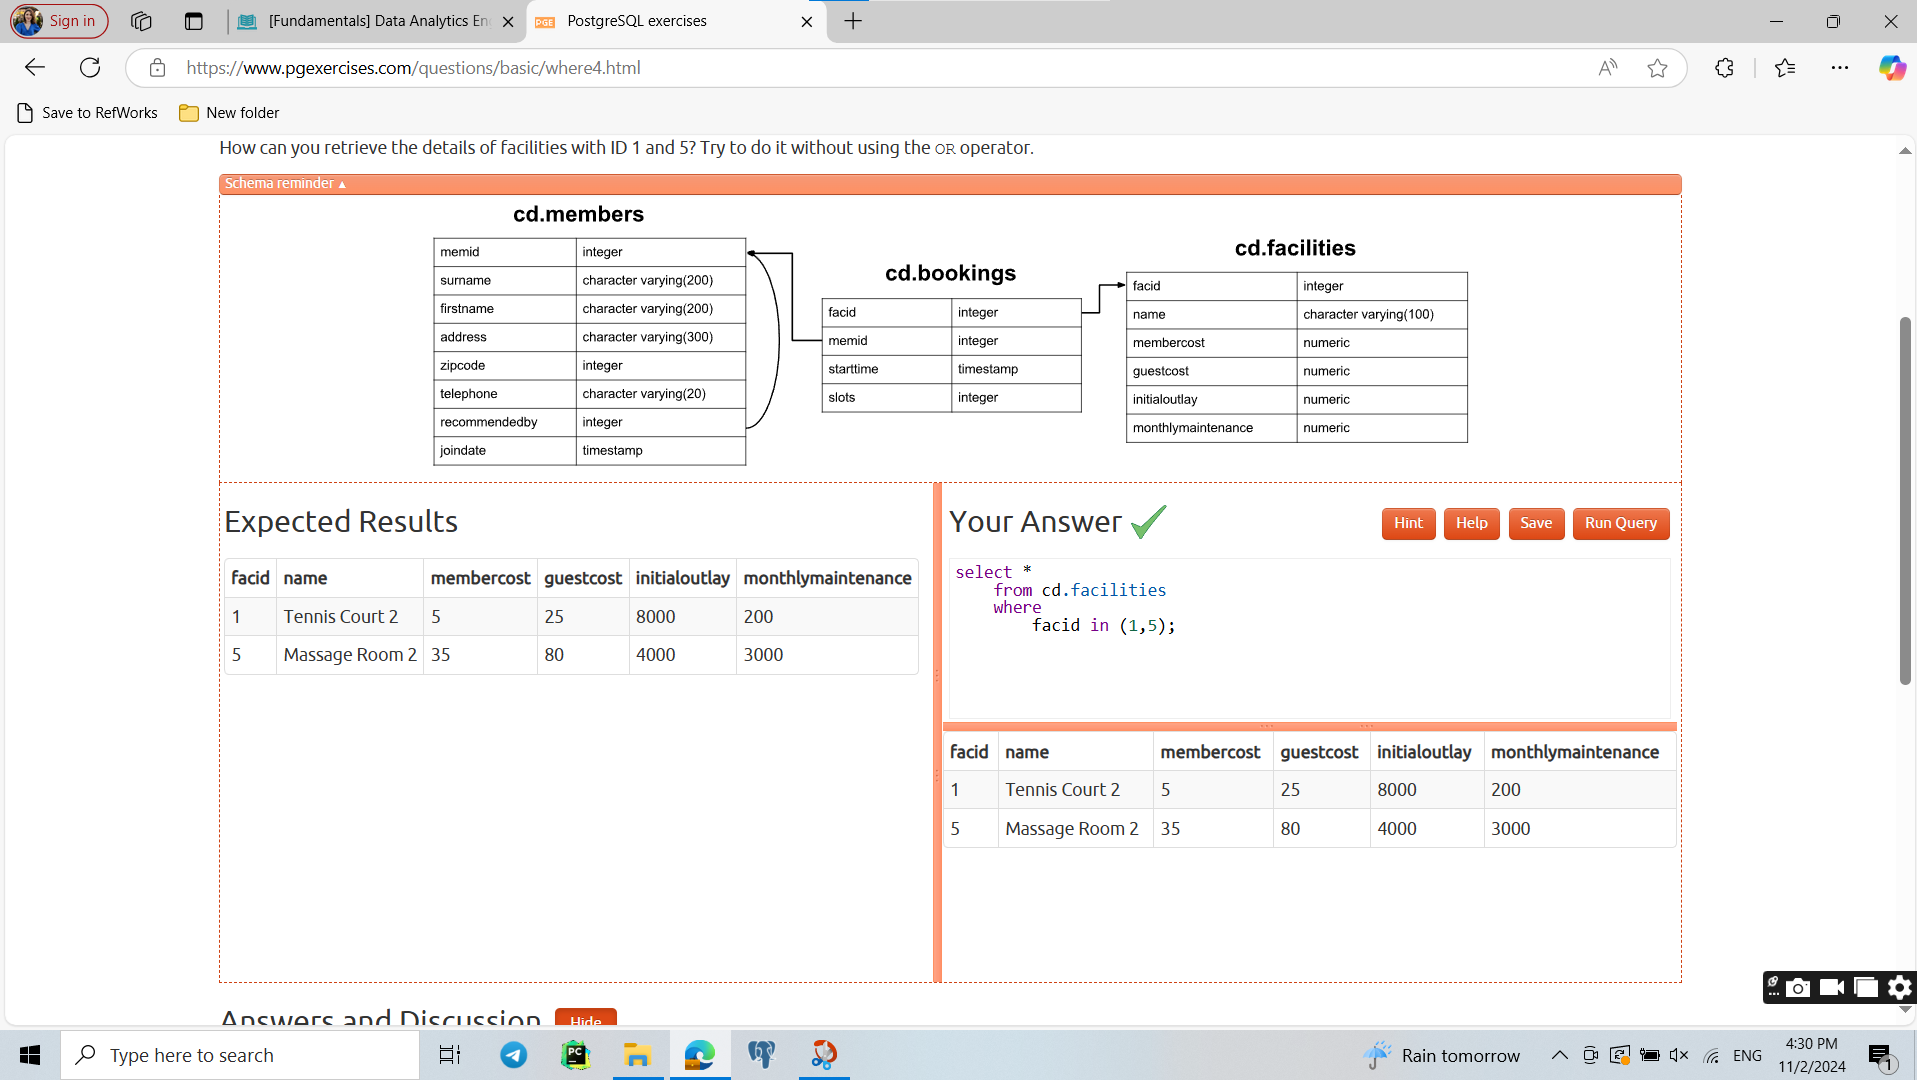 Sign in
[Fundamentals] Data Analytics En
PGE PostgreSQL exercises
https://www.pgexercises.com/questions/basic/where4.html
Save to RefWorks
New folder
How can you retrieve the details of facilities with ID 1 and 5? Try to do it without using the OR operator.
Schema reminder ▲
cd.members
memid integer
surname character varying(200)
firstname character varying(200)
address character varying(300)
zipcode integer
telephone character varying(20)
recommendedby integer
joindate timestamp
cd.bookings
facid integer
memid integer
starttime timestamp
slots integer
cd.facilities
facid integer
name character varying(100)
membercost numeric
guestcost numeric
initialoutlay numeric
monthlymaintenance numeric
Expected Results
facid name membercost guestcost initialoutlay monthlymaintenance
1 Tennis Court 2 5 25 8000 200
5 Massage Room 2 35 80 4000 3000
Your Answer
Hint Help Save Run Query
select *
from cd.facilities
where
facid in (1,5);
facid name membercost guestcost initialoutlay monthlymaintenance
1 Tennis Court 2 5 25 8000 200
5 Massage Room 2 35 80 4000 3000
Answers and Discussion Hide
Type here to search
PC
Rain tomorrow
ENG
4:30 PM
11/2/2024
1